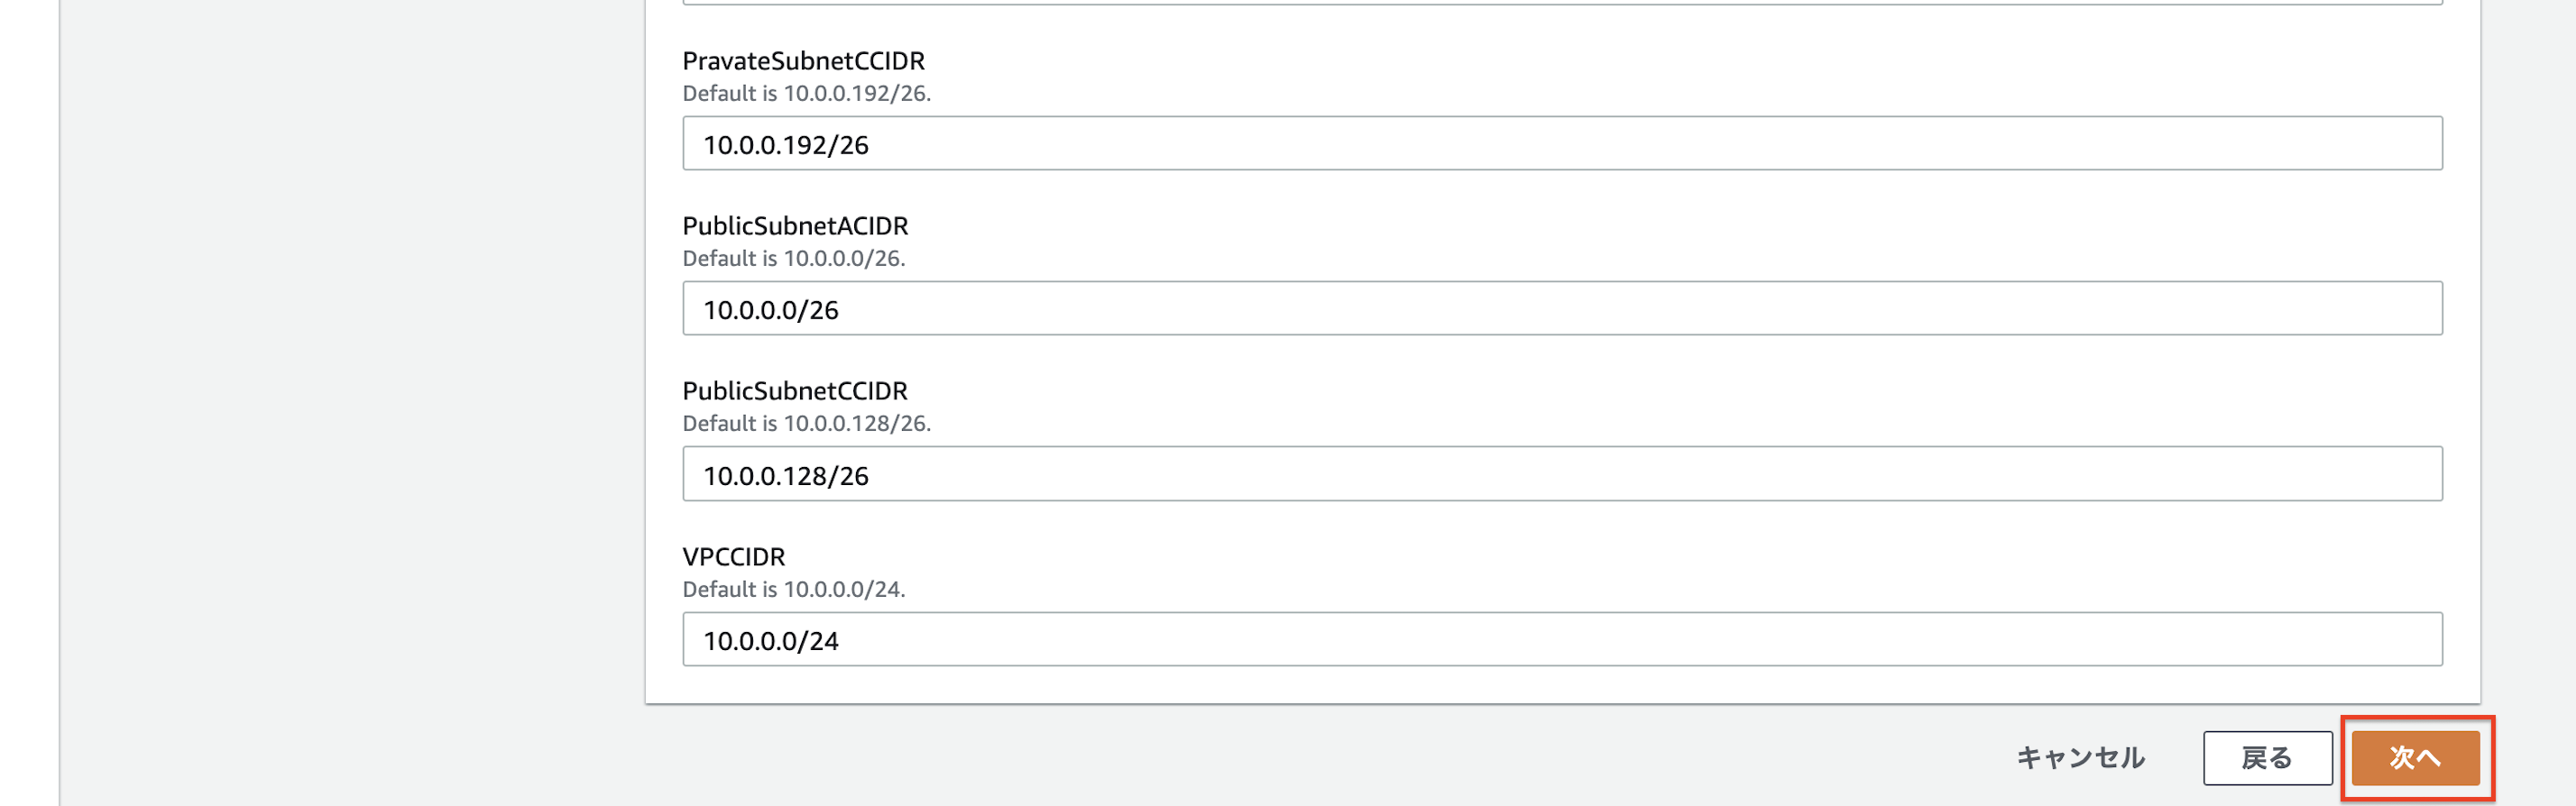 PravateSubnetCCIDR
Default is 10.0.0.192/26.
10.0.0.192/26
PublicSubnetACIDR
Default is 10.0.0.0/26.
10.0.0.0/26
PublicSubnetCCIDR
Default is 10.0.0.128/26.
10.0.0.128/26
VPCCIDR
Default is 10.0.0.0/24.
10.0.0.0/24
キャンセル 戻る 次へ